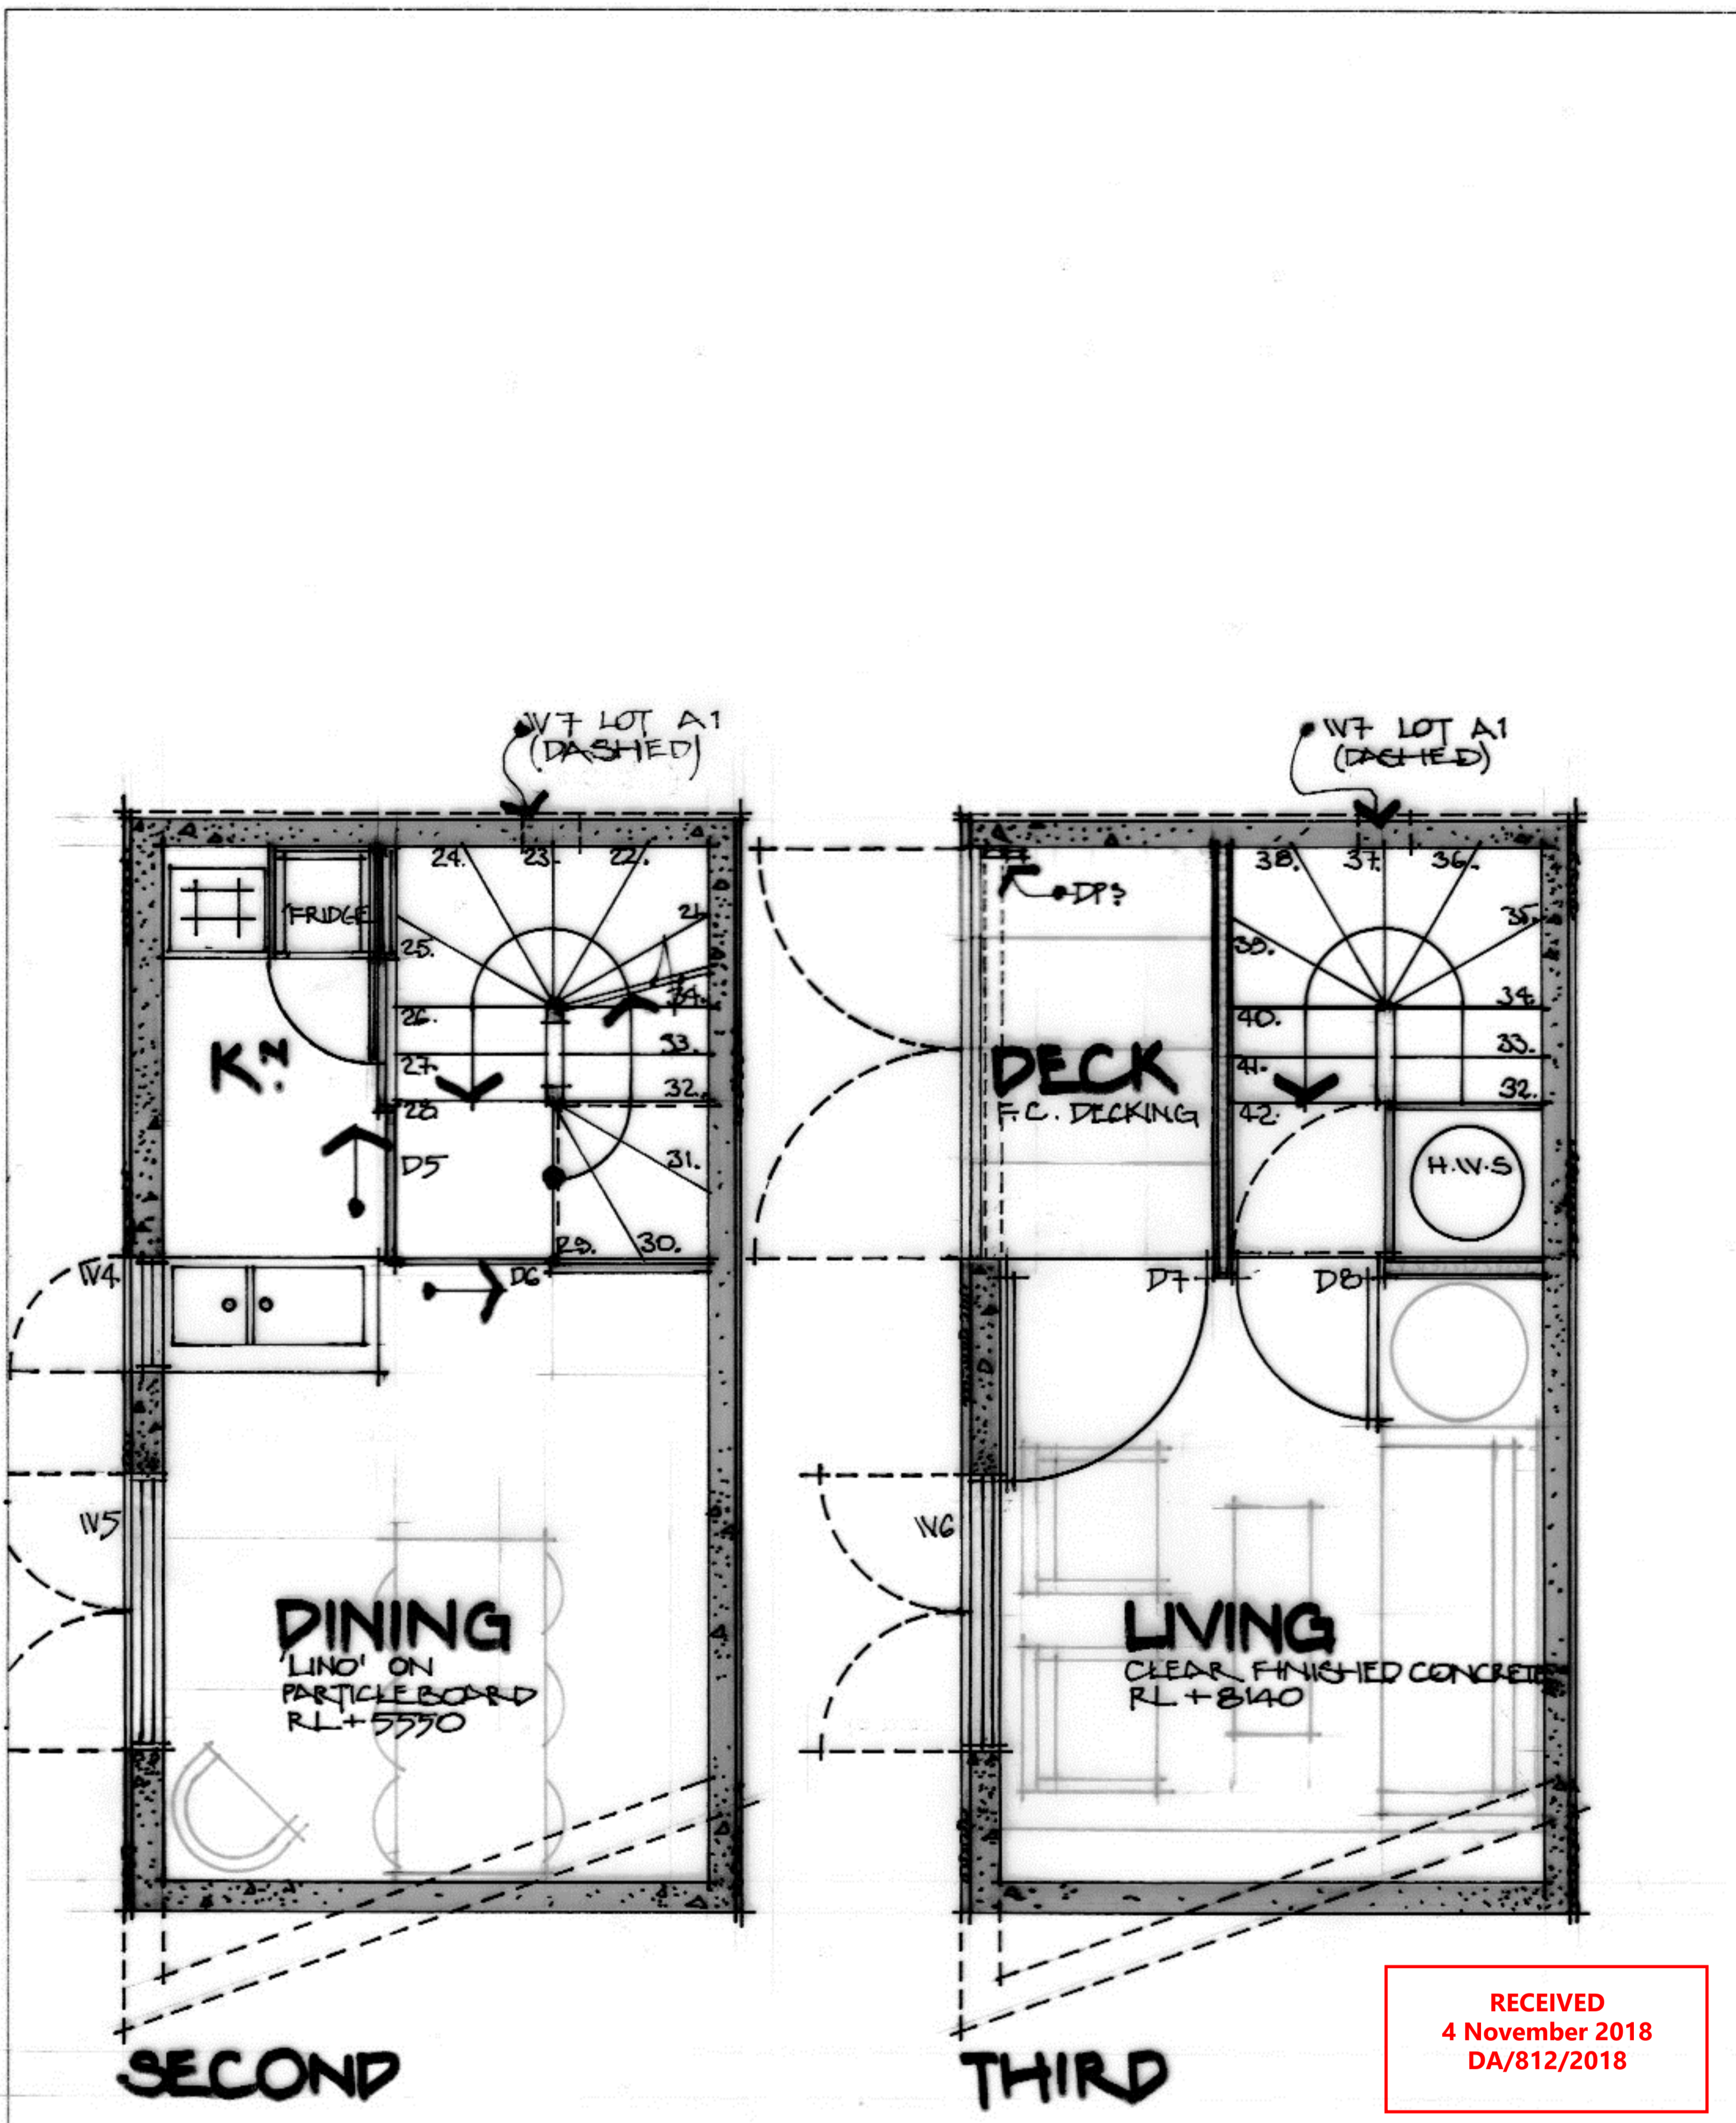 W7 LOT A1
(DASHED)
24. 23. 22.
FRIDGE
21.
25.
34.
26.
33.
27.
32.
28.
KN
D5
31.
29. 30.
W4
D6
W5
DINING
'LINO' ON
PARTICLEBOARD
RL+5550
SECOND
W7 LOT A1
(DASHED)
38. 37. 36.
DP?
35.
39.
34.
40.
33.
41.
32.
42.
DECK
F.C. DECKING
H.W.S
D7 D8
W6
LIVING
CLEAR FINISHED CONCRETE
RL+8140
THIRD
RECEIVED
4 November 2018
DA/812/2018